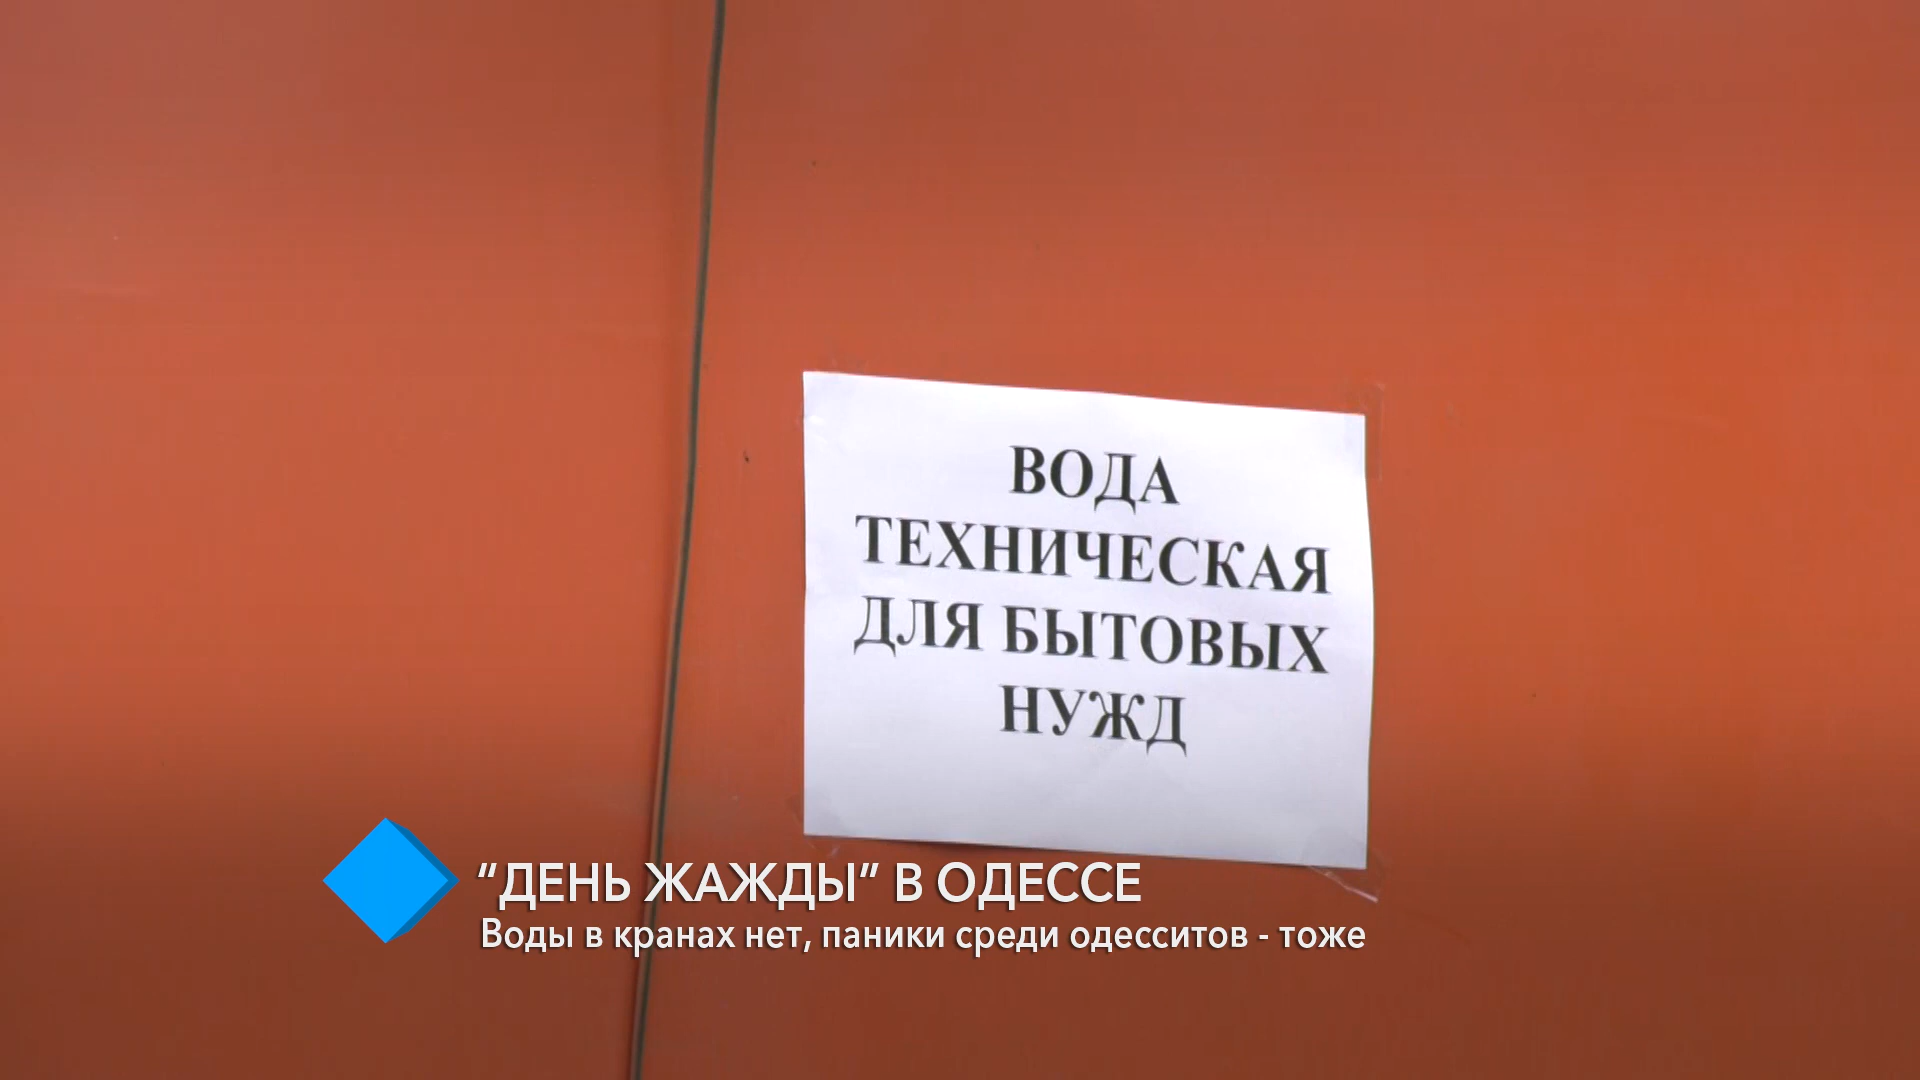 ВОДА
ТЕХНИЧЕСКАЯ
ДЛЯ БЫТОВЫХ
НУЖД
“ДЕНЬ ЖАЖДЫ” В ОДЕССЕ
Воды в кранах нет, паники среди одесситов - тоже